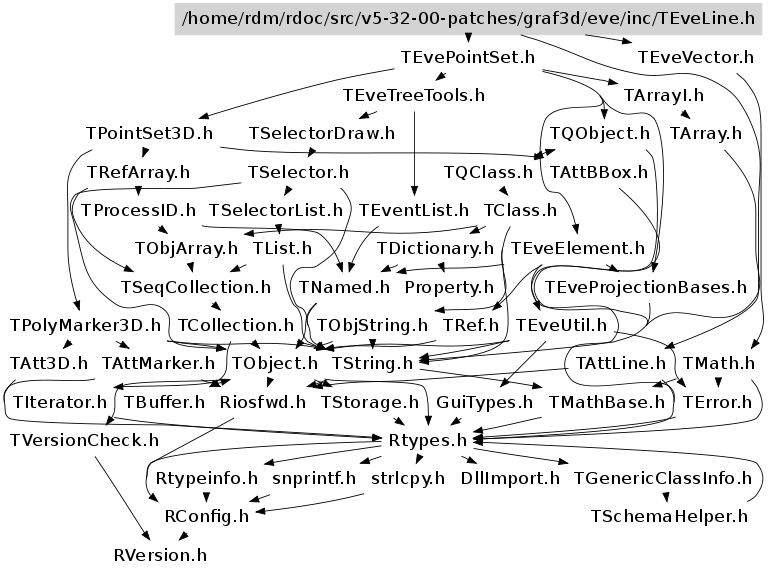 /home/rdm/rdoc/src/v5-32-00-patches/graf3d/eve/inc/TEveLine.h
TEvePointSet.h
TEveVector.h
TEveTreeTools.h
TArrayI.h
TPointSet3D.h
TSelectorDraw.h
TQObject.h
TArray.h
TRefArray.h
TSelector.h
TQClass.h
TAttBBox.h
TProcessID.h
TSelectorList.h
TEventList.h
TClass.h
TObjArray.h
TList.h
TDictionary.h
TEveElement.h
TSeqCollection.h
TNamed.h
Property.h
TEveProjectionBases.h
TPolyMarker3D.h
TCollection.h
TObjString.h
TRef.h
TEveUtil.h
TAtt3D.h
TAttMarker.h
TObject.h
TString.h
TAttLine.h
TMath.h
TIterator.h
TBuffer.h
Riosfwd.h
TStorage.h
GuiTypes.h
TMathBase.h
TError.h
TVersionCheck.h
Rtypes.h
Rtypeinfo.h
snprintf.h
strlcpy.h
DllImport.h
TGenericClassInfo.h
RConfig.h
TSchemaHelper.h
RVersion.h